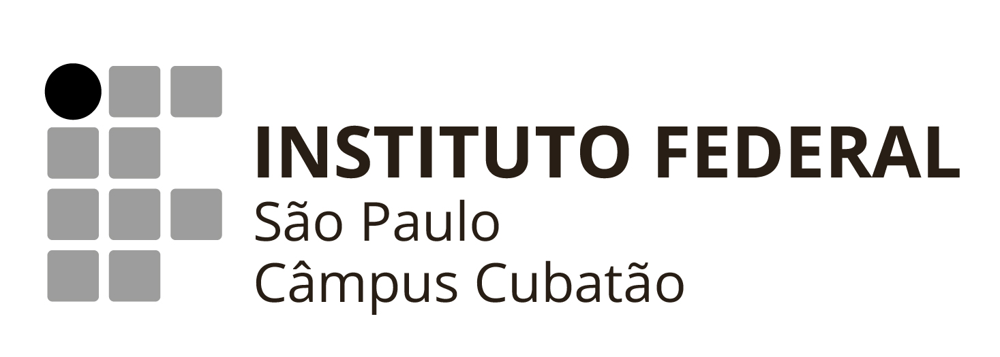 INSTITUTO FEDERAL
São Paulo
Câmpus Cubatão